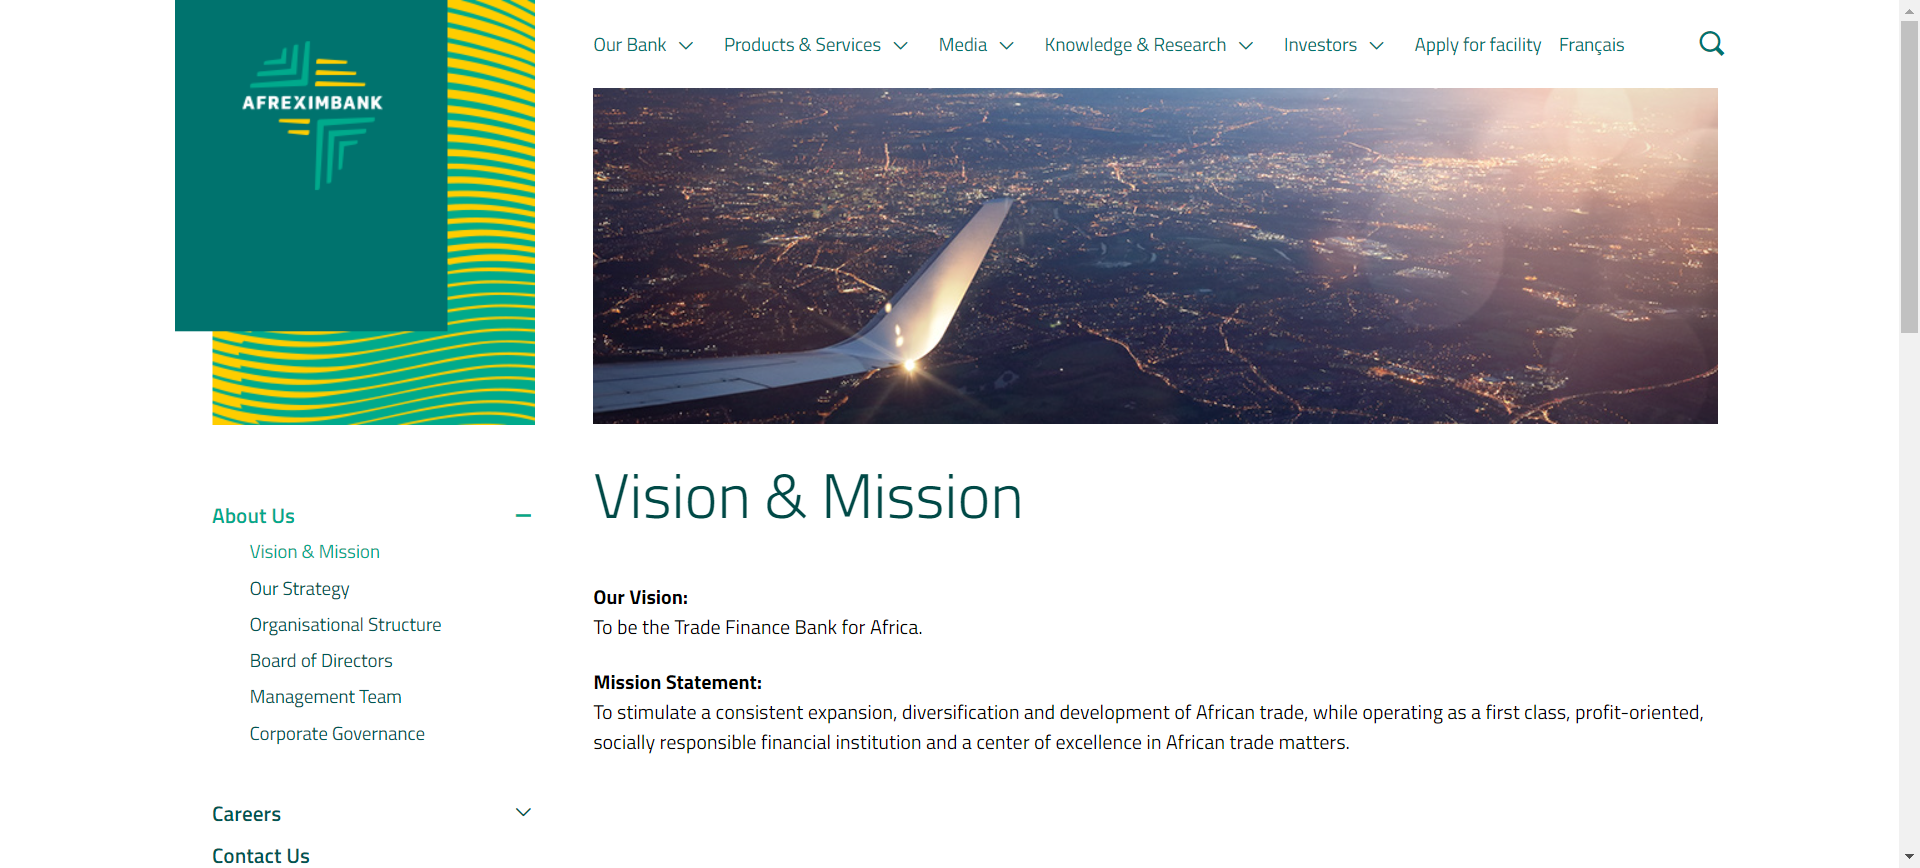 AFREXIMBANK
Our Bank Products & Services Media Knowledge & Research Investors Apply for facility Français
Vision & Mission
About Us
Vision & Mission
Our Strategy
Organisational Structure
Board of Directors
Management Team
Corporate Governance
Careers
Contact Us
Our Vision:
To be the Trade Finance Bank for Africa.
Mission Statement:
To stimulate a consistent expansion, diversification and development of African trade, while operating as a first class, profit-oriented,
socially responsible financial institution and a center of excellence in African trade matters.